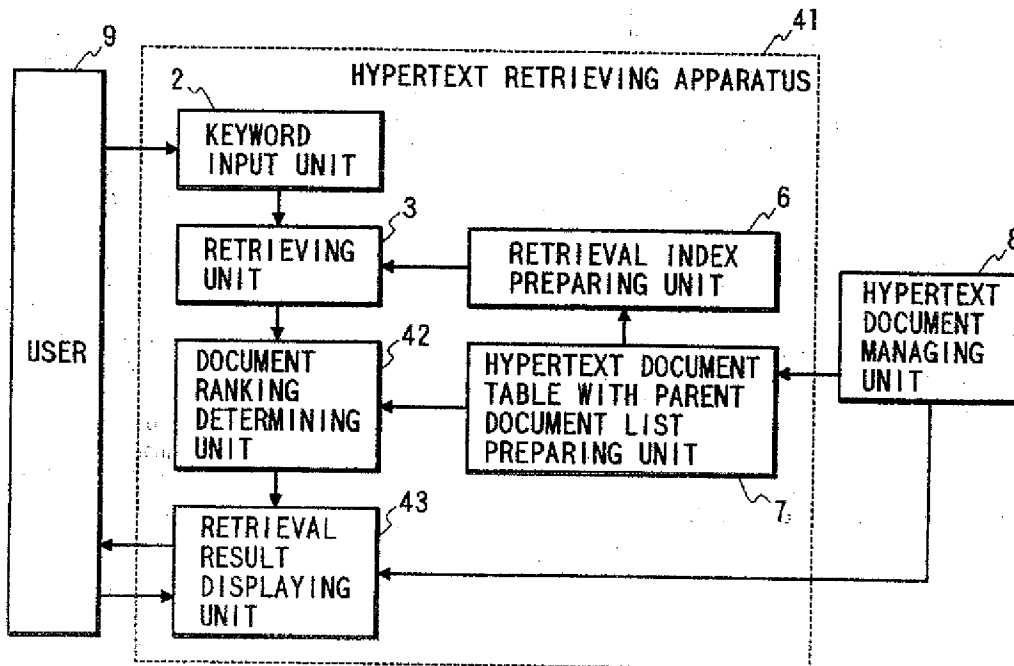 9
41
HYPERTEXT RETRIEVING APPARATUS
2
KEYWORD
INPUT UNIT
3
RETRIEVING
UNIT
6
RETRIEVAL INDEX
PREPARING UNIT
8
HYPERTEXT
DOCUMENT
MANAGING
UNIT
USER
42
DOCUMENT
RANKING
DETERMINING
UNIT
HYPERTEXT DOCUMENT
TABLE WITH PARENT
DOCUMENT LIST
PREPARING UNIT
7
43
RETRIEVAL
RESULT
DISPLAYING
UNIT